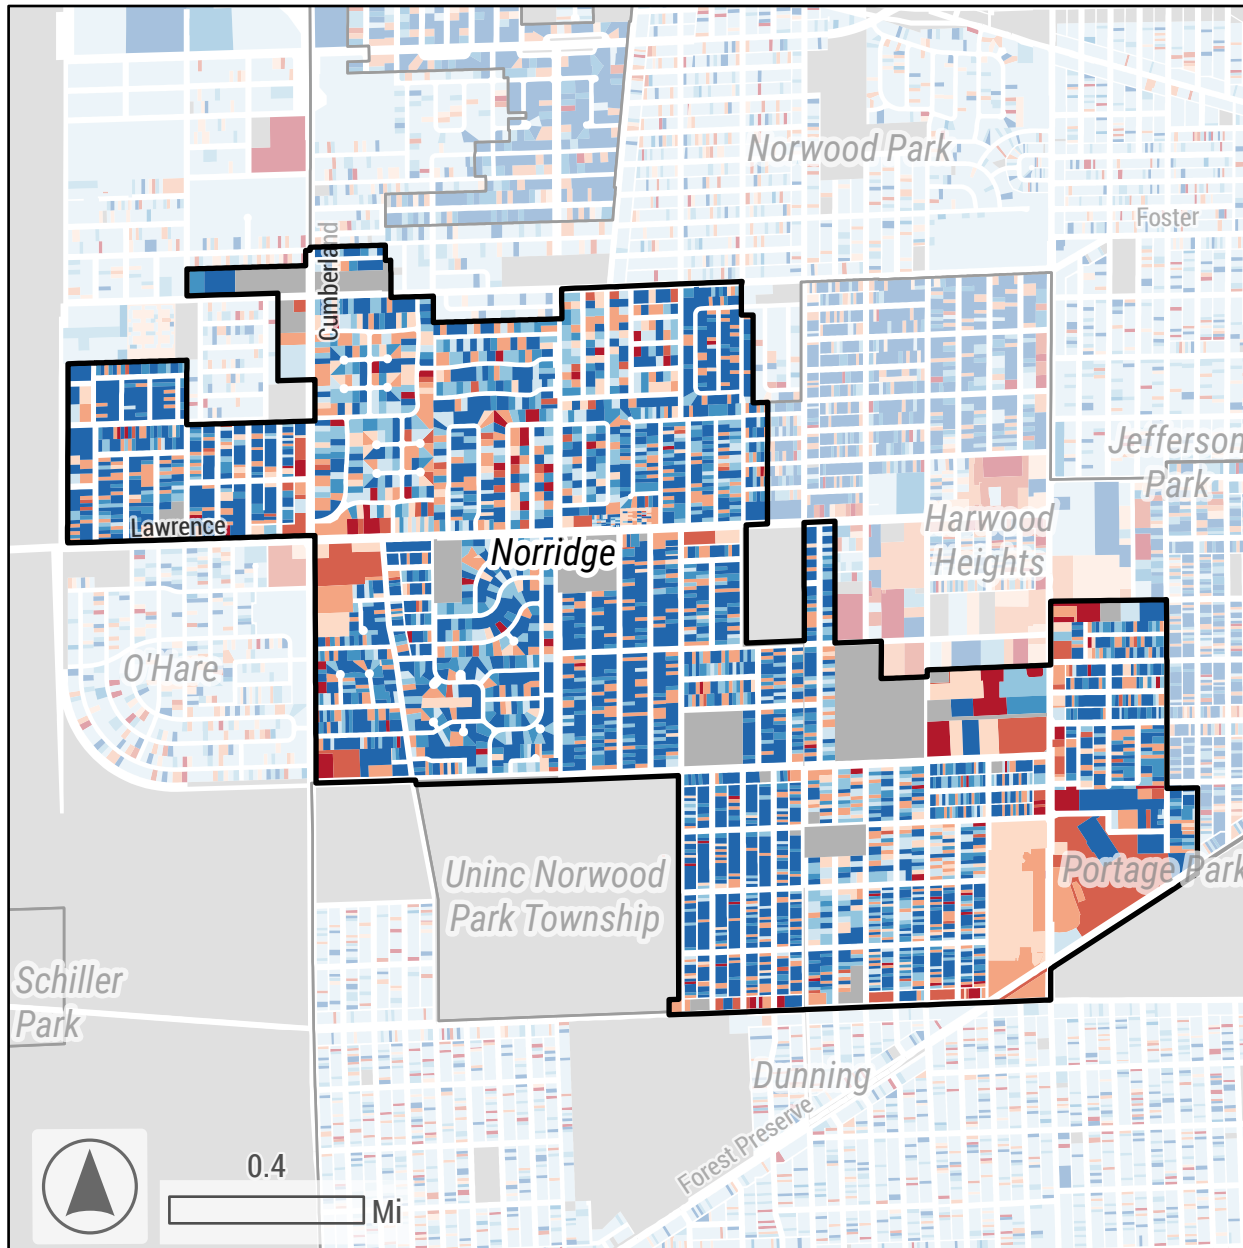 Norwood Park
Foster
Cumberland
Jefferson
Park
Lawrence
Norridge
Harwood
Heights
O'Hare
Uninc Norwood
Park Township
Portage Park
Schiller
Park
Dunning
Forest Preserve
0.4
Mi